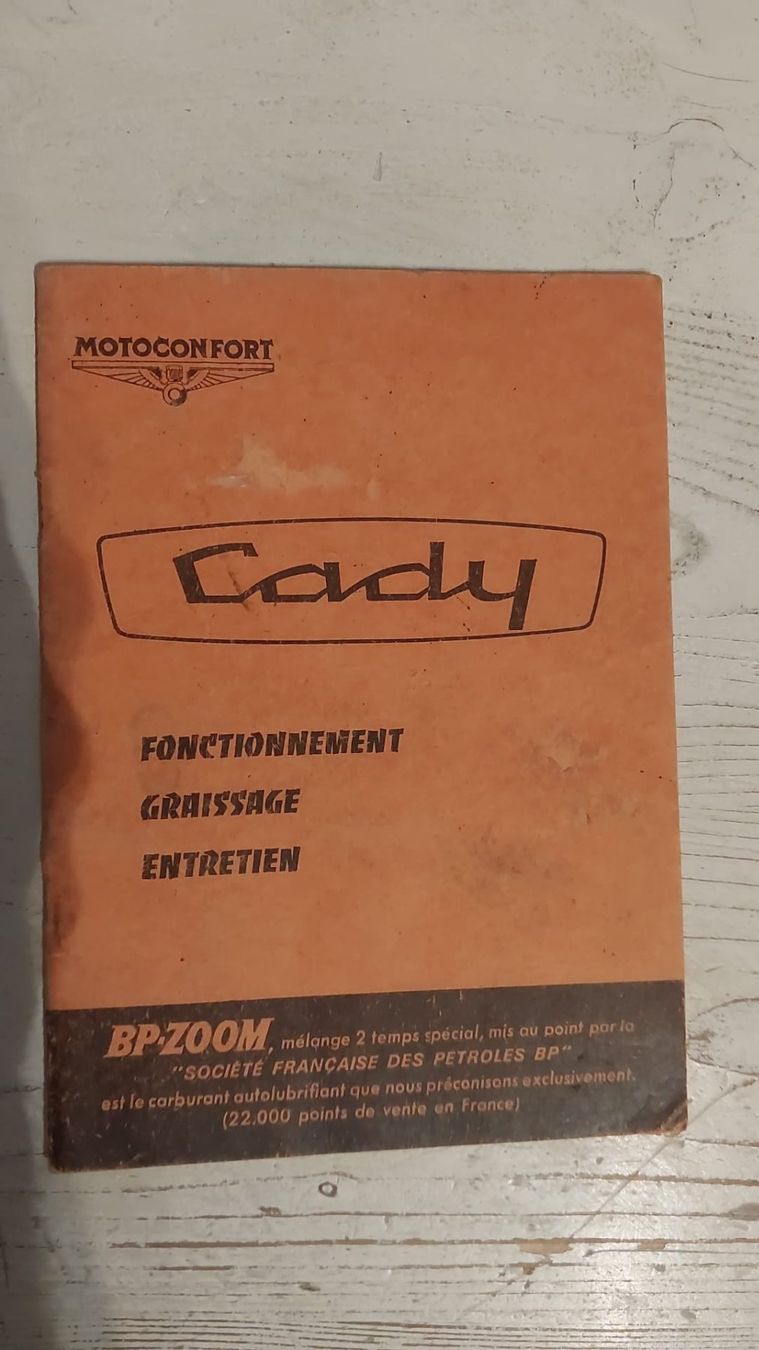 MOTOCONFORT
Cady
FONCTIONNEMENT
GRAISSAGE
ENTRETIEN
BP-ZOOM, mélange 2 temps spécial, mis au point par la
"SOCIÉTÉ FRANÇAISE DES PETROLES BP"
est le carburant autolubrifiant que nous préconisons exclusivement.
(22.000 points de vente en France)